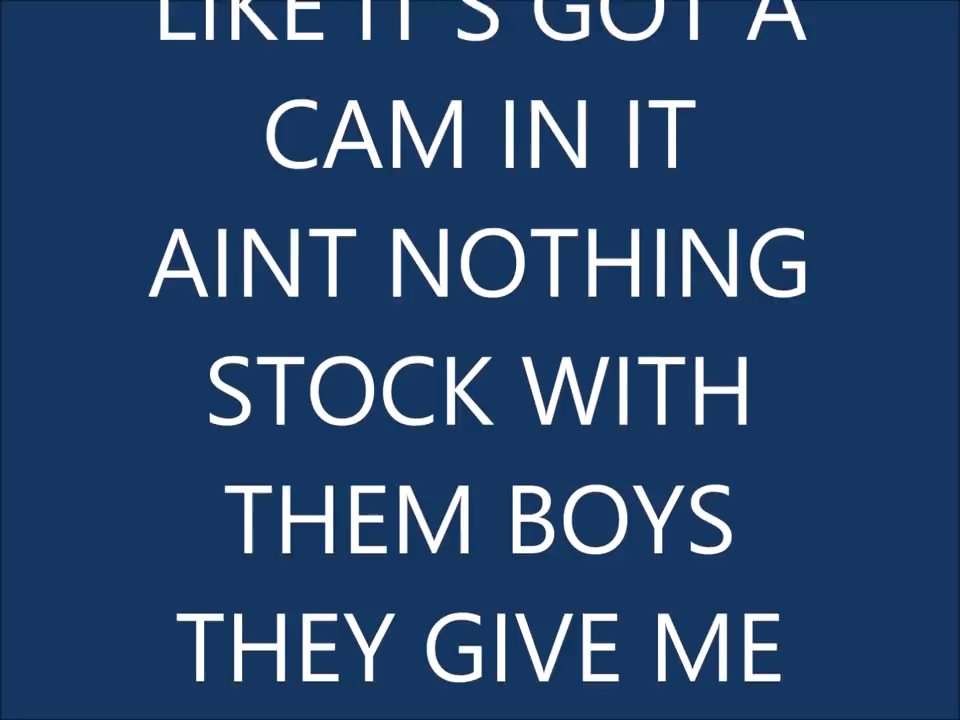 LIKE IT'S GOT A
CAM IN IT
AINT NOTHING
STOCK WITH
THEM BOYS
THEY GIVE ME